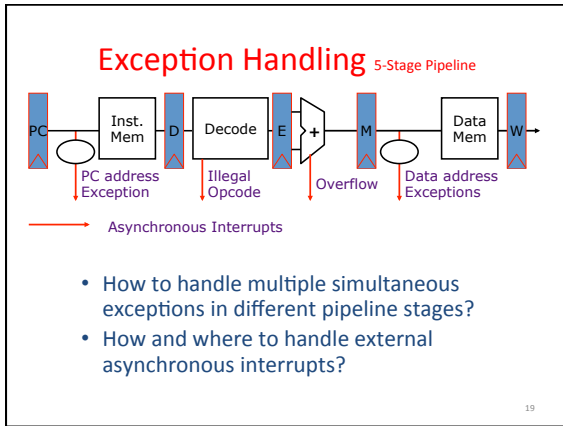 Exception Handling 5-Stage Pipeline
PC
Inst.
Mem
D
Decode
E
+
M
Data
Mem
W
PC address
Exception
Illegal
Opcode
Overflow
Data address
Exceptions
Asynchronous Interrupts
• How to handle multiple simultaneous
exceptions in different pipeline stages?
• How and where to handle external
asynchronous interrupts?
19